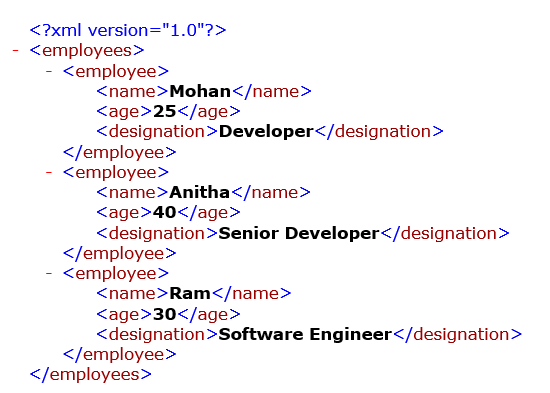 <?xml version="1.0"?>
- <employees>
- <employee>
<name>Mohan</name>
<age>25</age>
<designation>Developer</designation>
</employee>
- <employee>
<name>Anitha</name>
<age>40</age>
<designation>Senior Developer</designation>
</employee>
- <employee>
<name>Ram</name>
<age>30</age>
<designation>Software Engineer</designation>
</employee>
</employees>